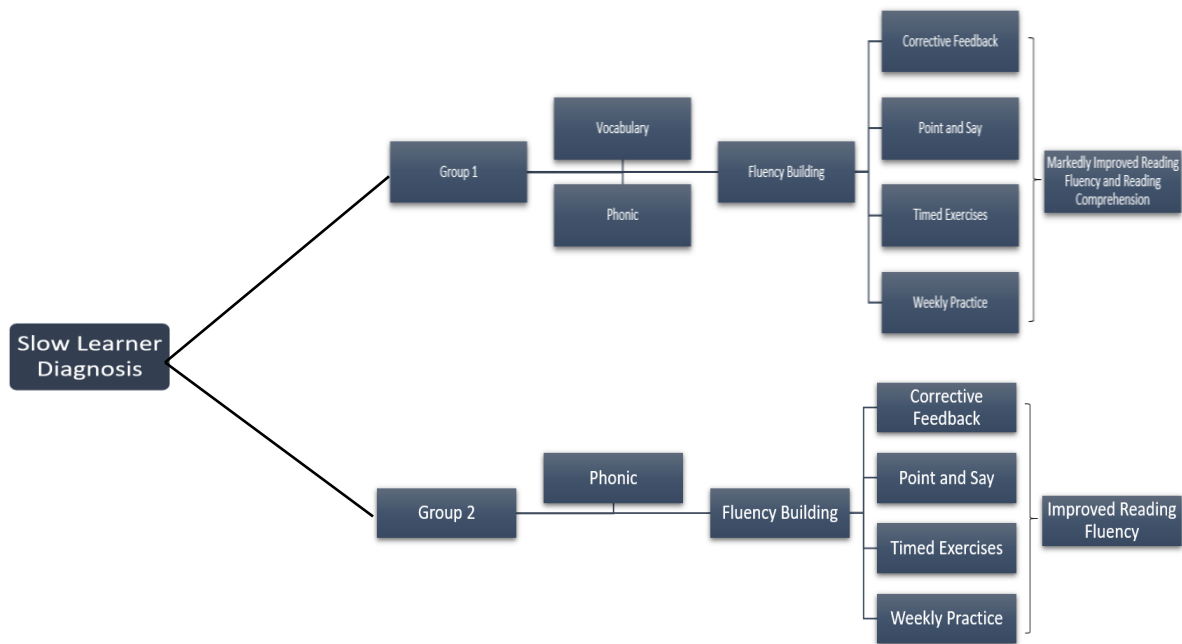 Slow Learner
Diagnosis
Group 1
Vocabulary
Phonic
Fluency Building
Corrective Feedback
Point and Say
Timed Exercises
Weekly Practice
Markedly Improved Reading
Fluency and Reading
Comprehension
Group 2
Phonic
Fluency Building
Corrective
Feedback
Point and Say
Timed Exercises
Weekly Practice
Improved Reading
Fluency